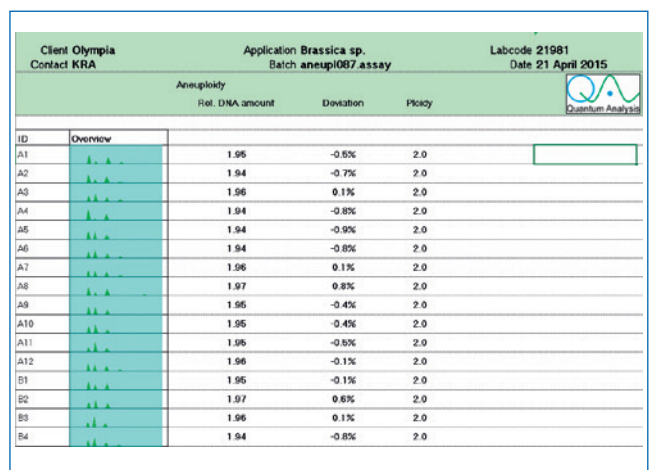 Client Olympia Application Brassica sp. Labcode 21981
Contact KRA Batch aneupl087.assay Date 21 April 2015
Aneuploidy
Rel. DNA amount Deviation Ploidy
Quantum Analysis
ID Overview
A1 1.95 -0.5% 2.0
A2 1.94 -0.7% 2.0
A3 1.96 0.1% 2.0
A4 1.94 -0.8% 2.0
A5 1.94 -0.9% 2.0
A6 1.94 -0.8% 2.0
A7 1.96 0.1% 2.0
A8 1.97 0.8% 2.0
A9 1.95 -0.4% 2.0
A10 1.95 -0.4% 2.0
A11 1.95 -0.5% 2.0
A12 1.96 -0.1% 2.0
B1 1.95 -0.1% 2.0
B2 1.97 0.6% 2.0
B3 1.96 0.1% 2.0
B4 1.94 -0.8% 2.0